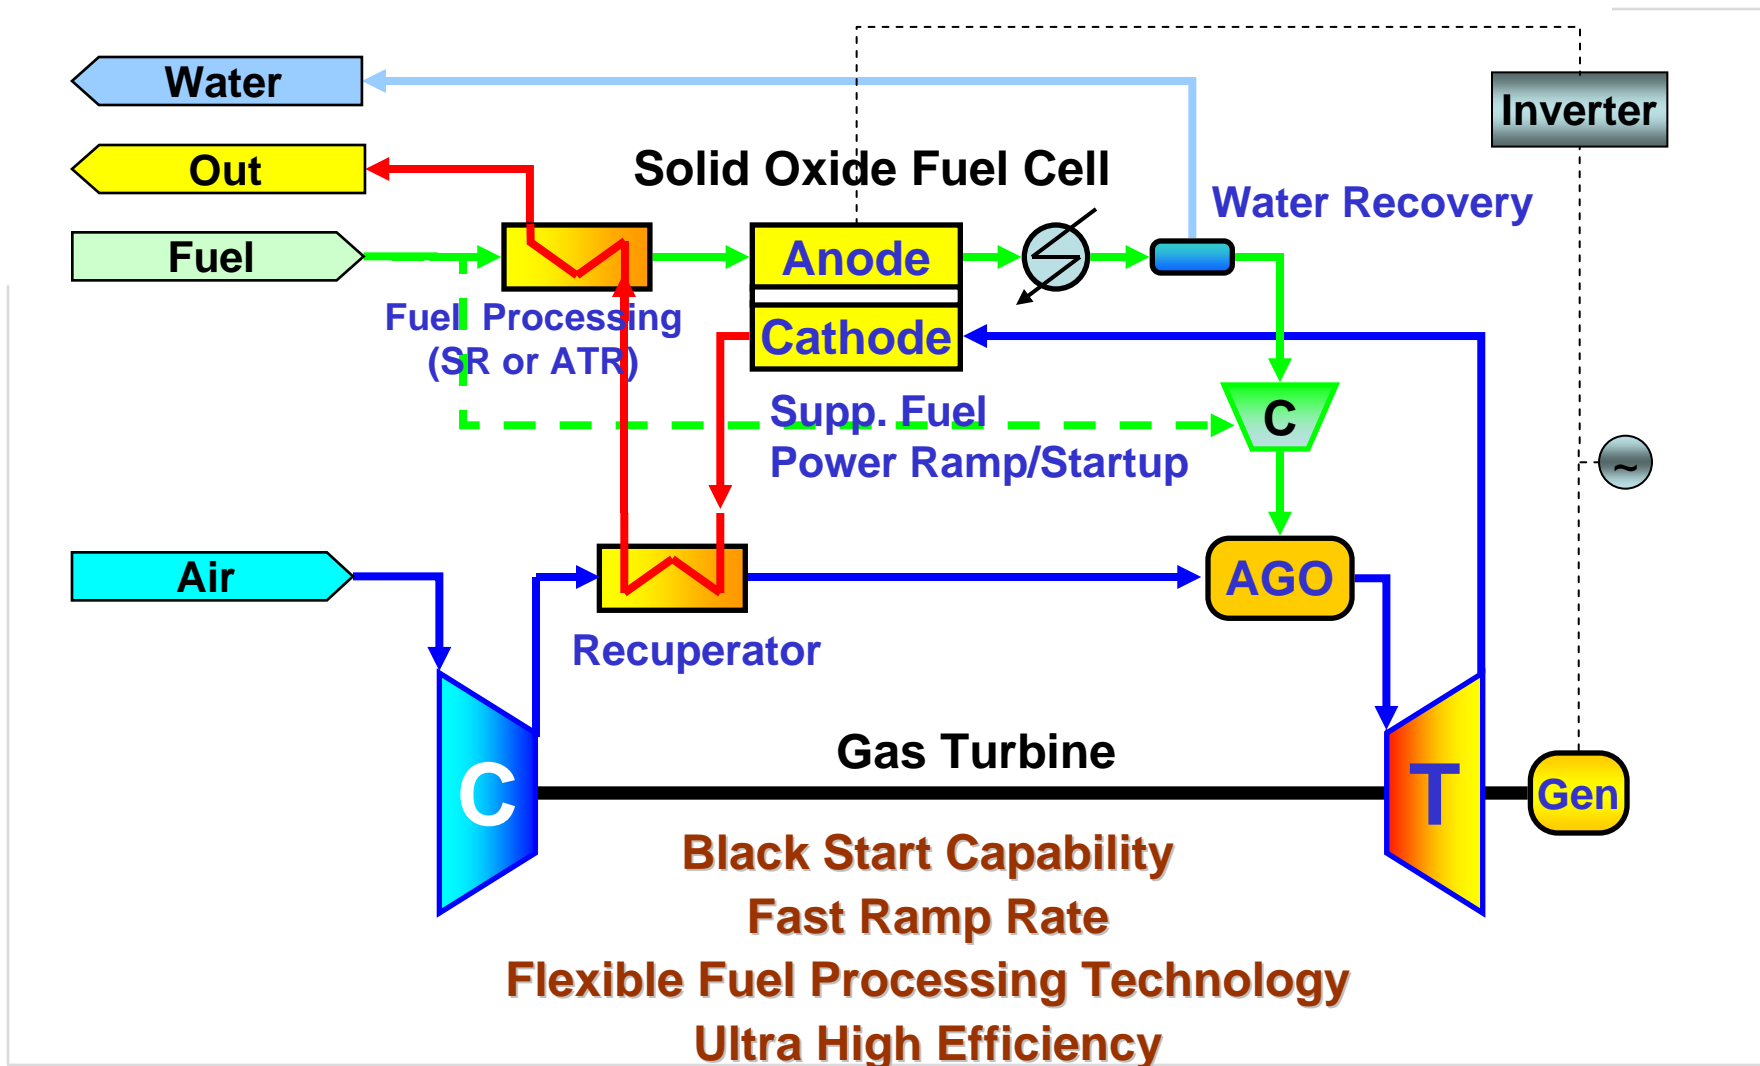 Water
Inverter
Out
Solid Oxide Fuel Cell
Water Recovery
Fuel
Anode
Fuel Processing
(SR or ATR)
Cathode
Supp. Fuel
Power Ramp/Startup
C
~
Air
AGO
Recuperator
Gas Turbine
C
T
Gen
Black Start Capability
Fast Ramp Rate
Flexible Fuel Processing Technology
Ultra High Efficiency